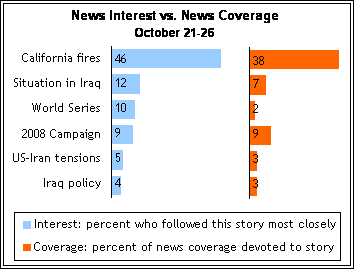 News Interest vs. News Coverage
October 21-26
California fires 46 38
Situation in Iraq 12 7
World Series 10 2
2008 Campaign 9 9
US-Iran tensions 5 3
Iraq policy 4 3
Interest: percent who followed this story most closely
Coverage: percent of news coverage devoted to story